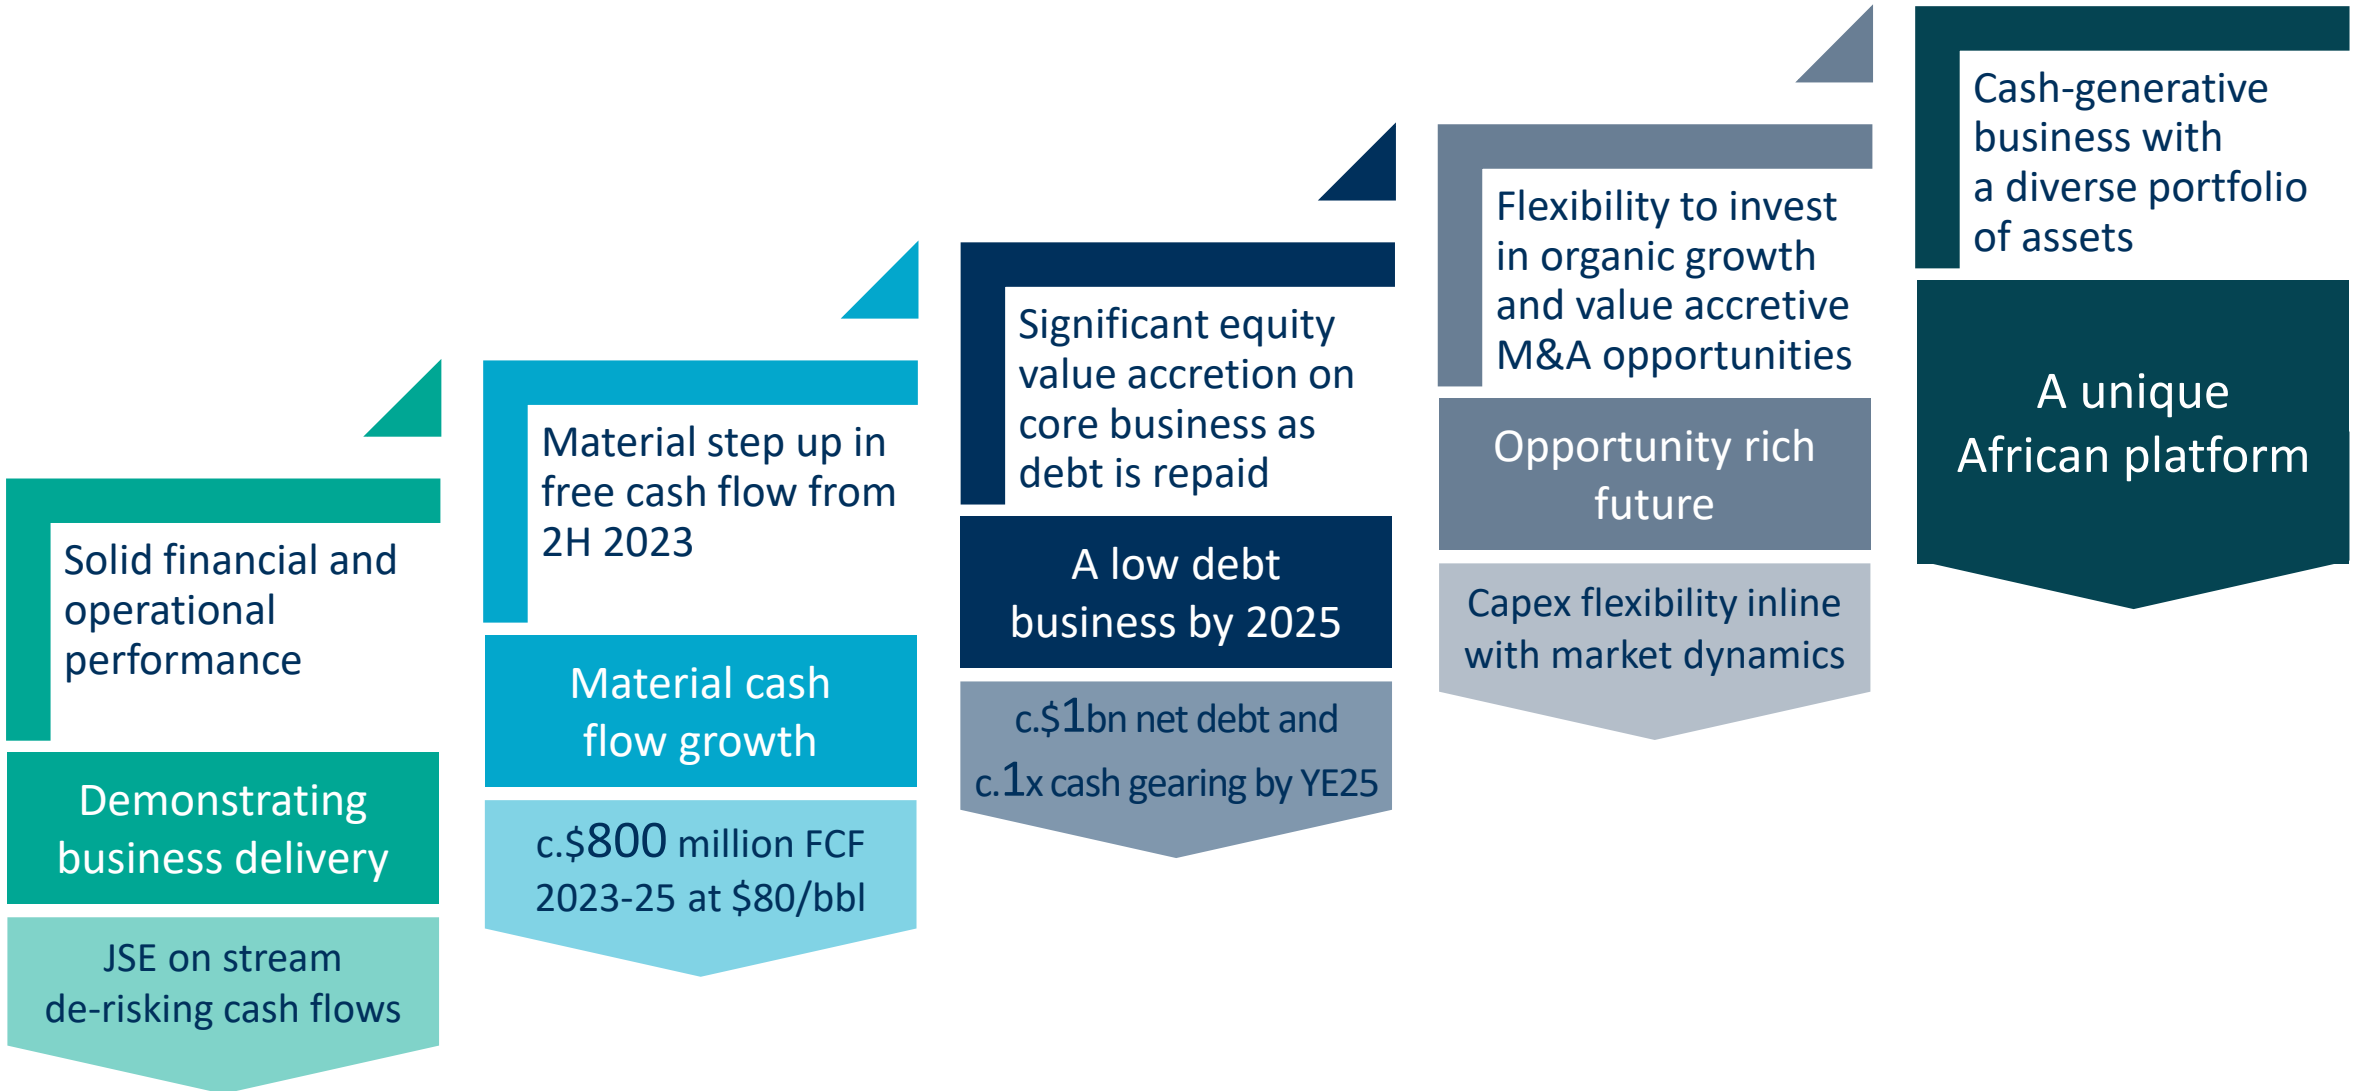 Solid financial and
operational
performance
Demonstrating
business delivery
JSE on stream
de-risking cash flows
Material step up in
free cash flow from
2H 2023
Material cash
flow growth
c.$800 million FCF
2023-25 at $80/bbl
Significant equity
value accretion on
core business as
debt is repaid
A low debt
business by 2025
c.$1bn net debt and
c.1x cash gearing by YE25
Flexibility to invest
in organic growth
and value accretive
M&A opportunities
Opportunity rich
future
Capex flexibility inline
with market dynamics
Cash-generative
business with
a diverse portfolio
of assets
A unique
African platform